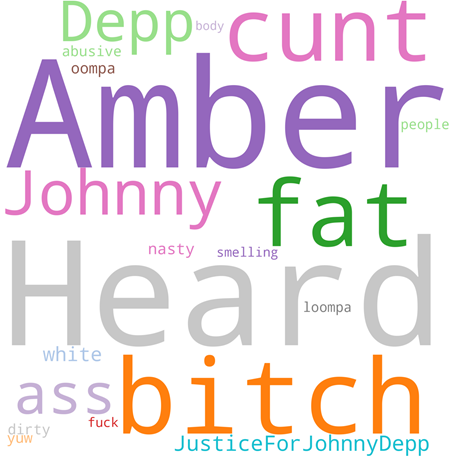 Depp
body
cunt
abusive
oompa
Amber
people
Johnny
fat
nasty
smelling
Heard
loompa
white
bitch
ass
fuck
dirty
yuw
JusticeForJohnnyDepp